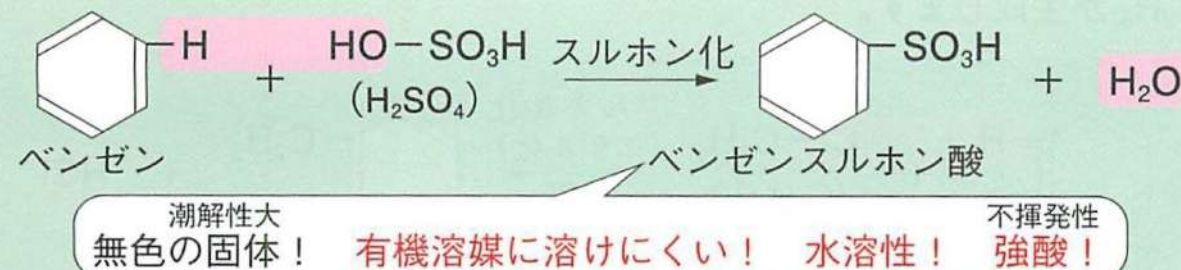 H + HO－SO₃H スルホン化 SO₃H + H₂O
(H₂SO₄)
ベンゼン ベンゼンスルホン酸
潮解性大 不揮発性
無色の固体！ 有機溶媒に溶けにくい！ 水溶性！ 強酸！